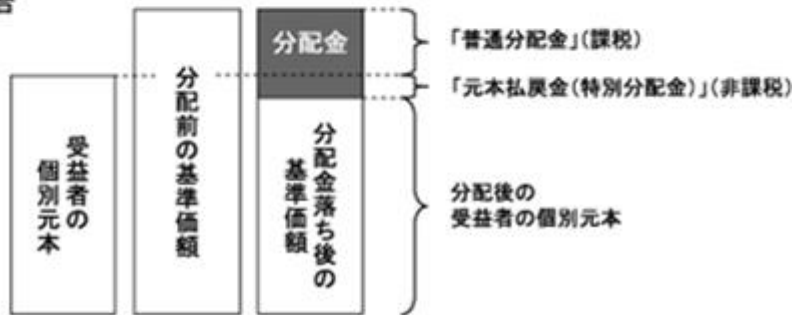 合
分配金
「普通分配金」(課税)
「元本払戻金(特別分配金)」(非課税)
受益者の
個別元本
分配前の基準価額
分配金落ち後の
基準価額
分配後の
受益者の個別元本